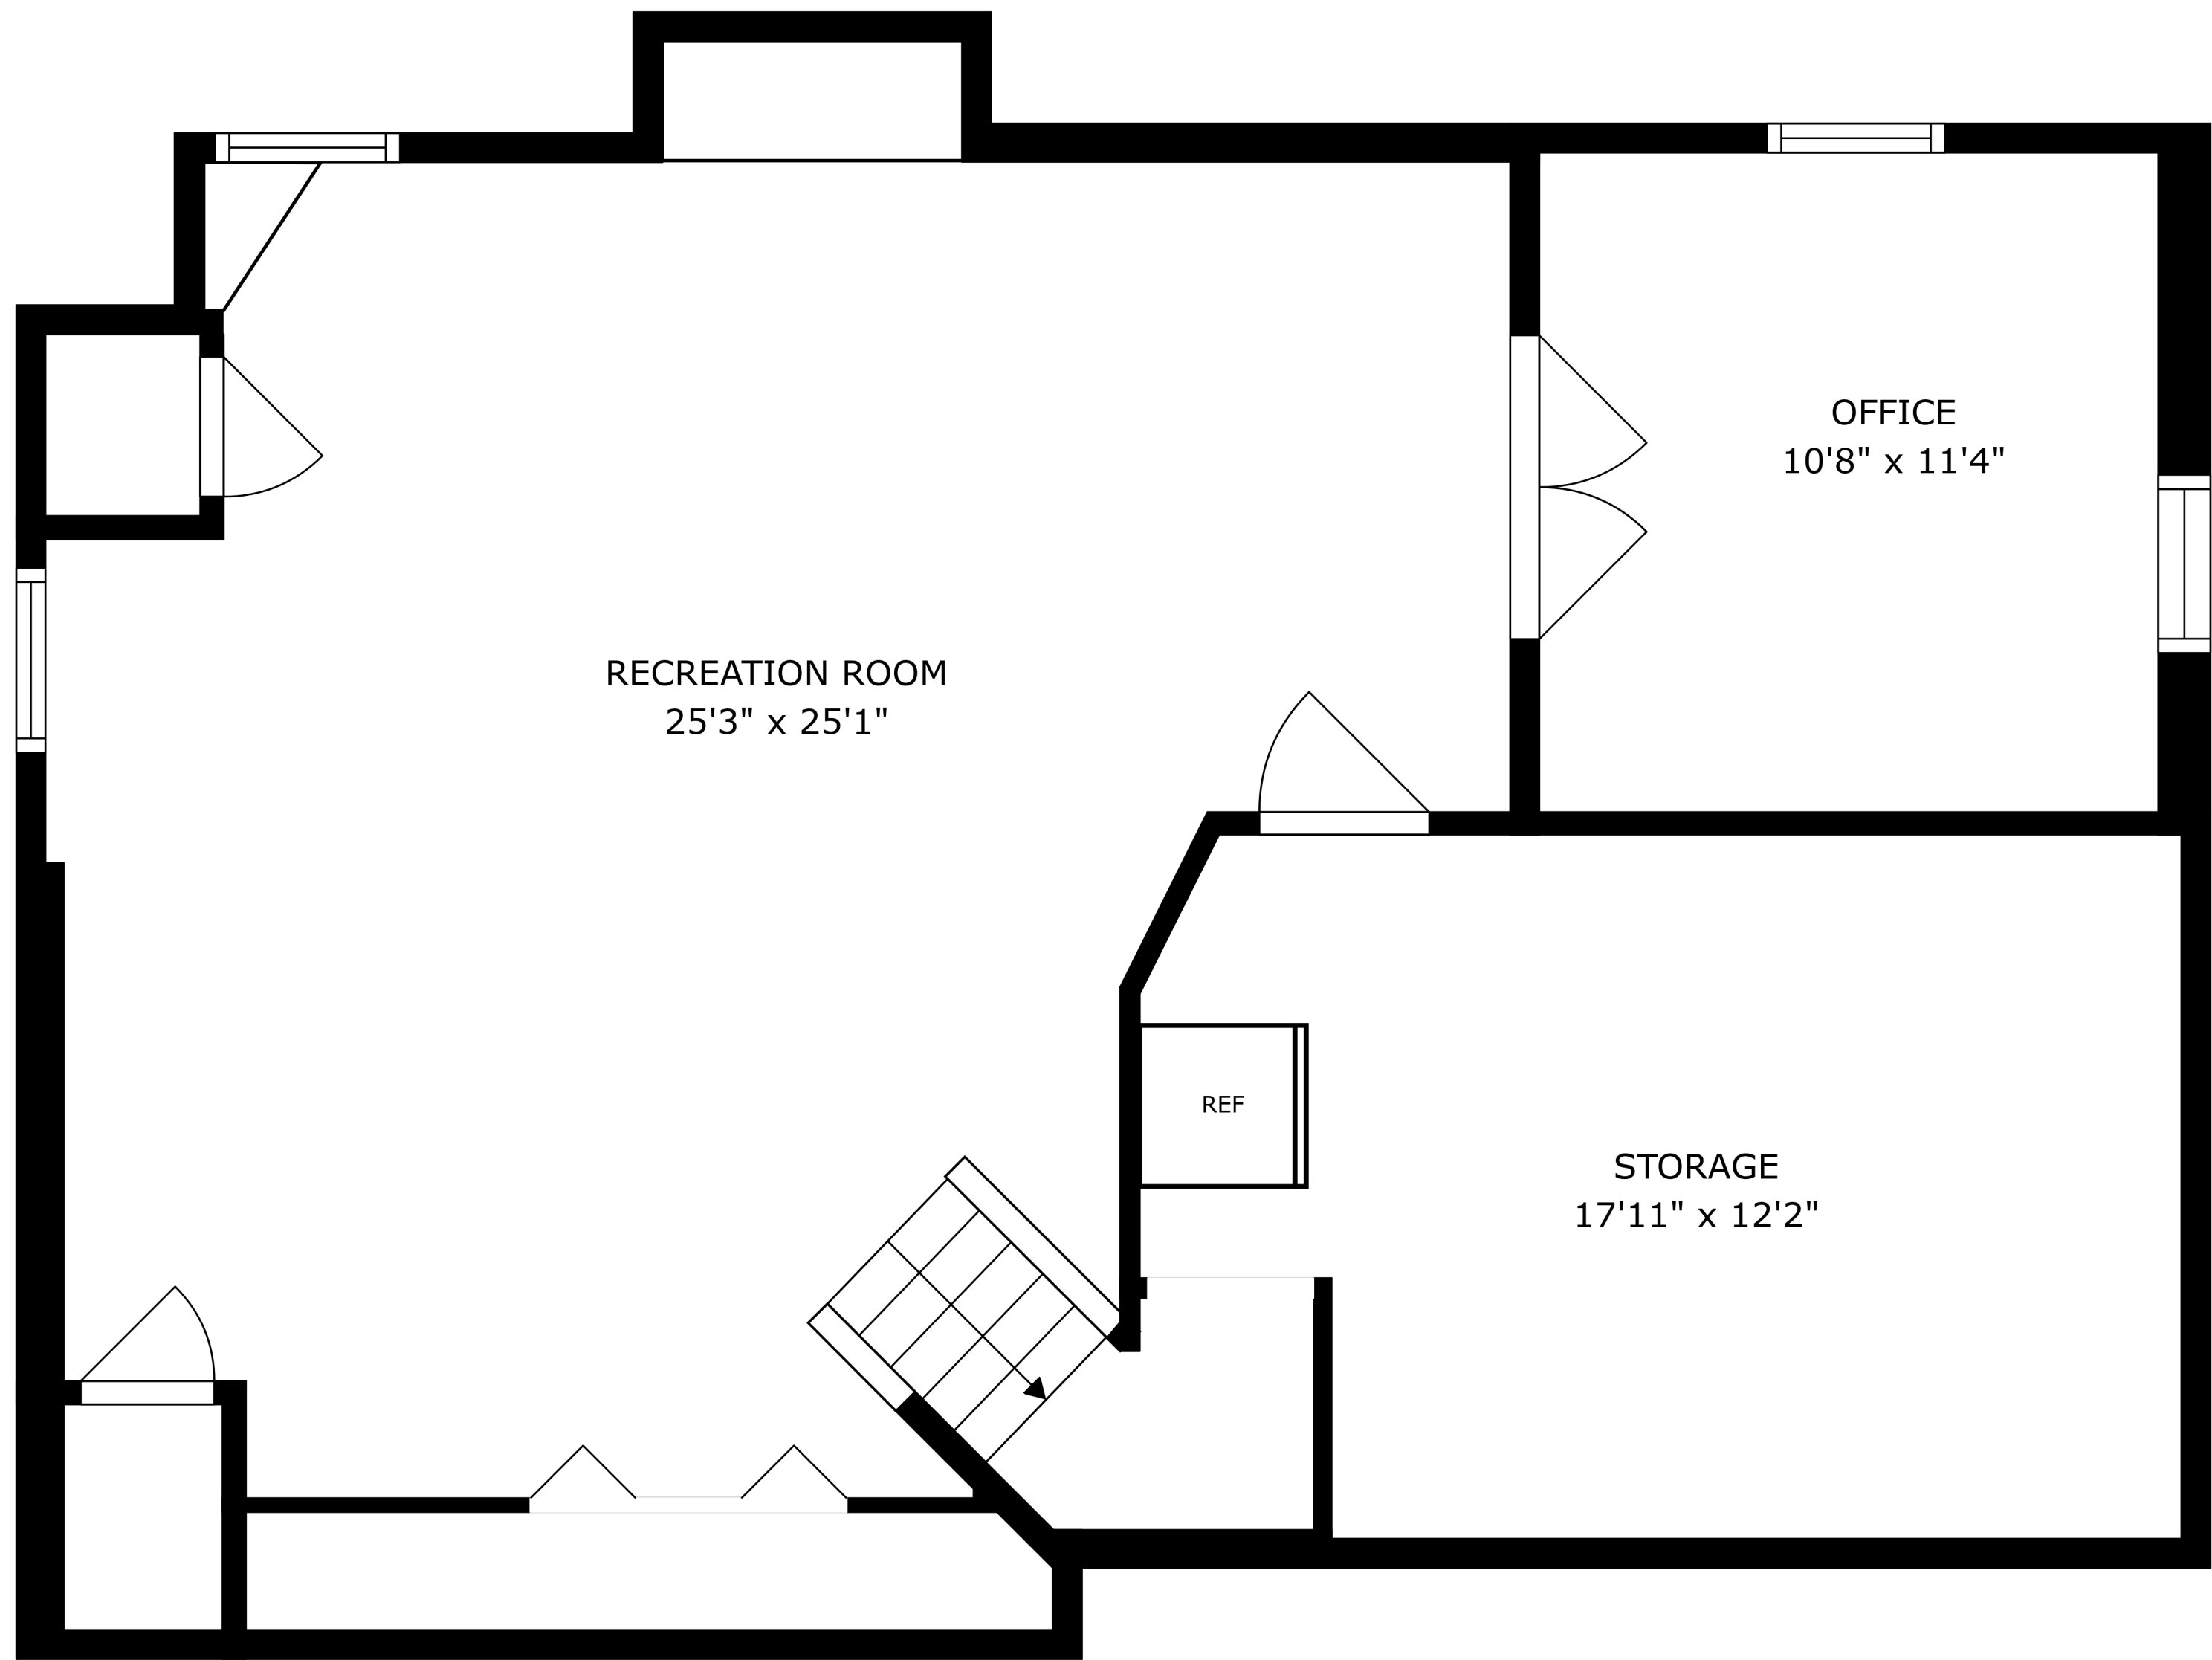 OFFICE
10'8" x 11'4"
RECREATION ROOM
25'3" x 25'1"
REF
STORAGE
17'11" x 12'2"